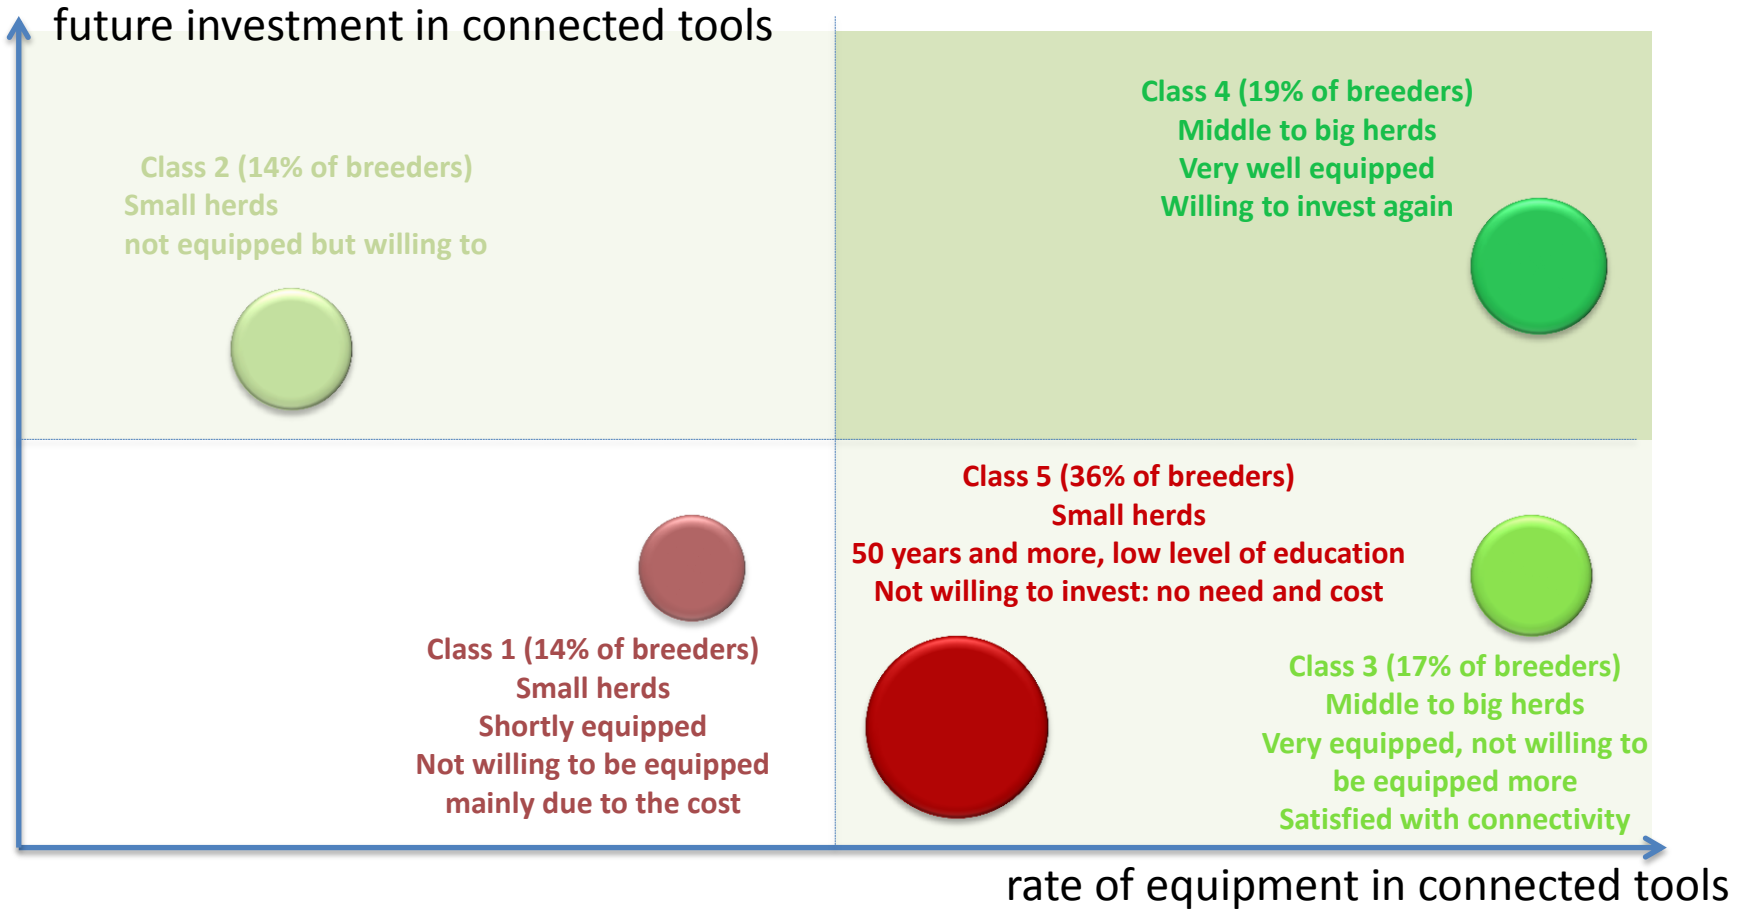 future investment in connected tools
Class 4 (19% of breeders)
Middle to big herds
Very well equipped
Willing to invest again
Class 2 (14% of breeders)
Small herds
not equipped but willing to
Class 5 (36% of breeders)
Small herds
50 years and more, low level of education
Not willing to invest: no need and cost
Class 1 (14% of breeders)
Small herds
Shortly equipped
Not willing to be equipped
mainly due to the cost
Class 3 (17% of breeders)
Middle to big herds
Very equipped, not willing to
be equipped more
Satisfied with connectivity
rate of equipment in connected tools